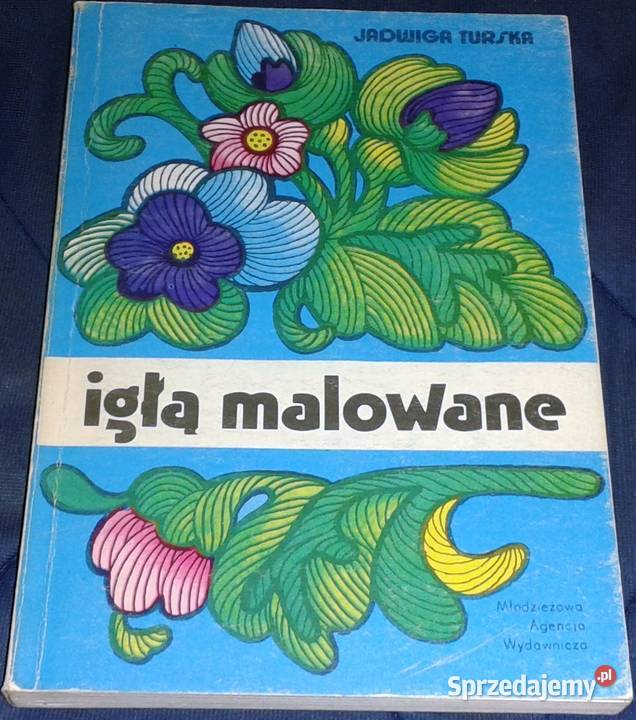 JADWIGA TURSKA
igłą malowane
Młodzieżowa
Agencja
Wydawnicza
Sprzedajemy.pl